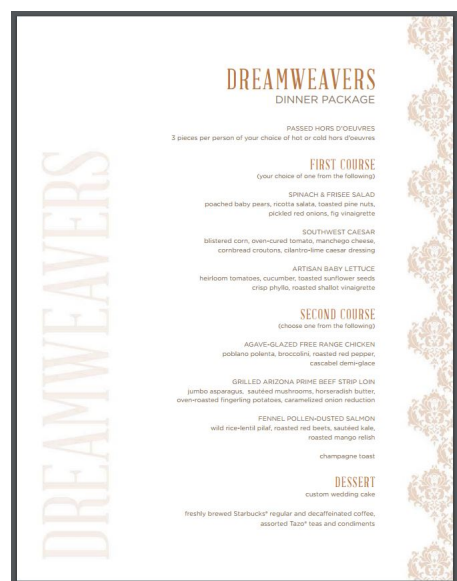 DREAMWEAVERS
DREAMWEAVERS
DINNER PACKAGE
PASSED HORS D'OEUVRES
3 pieces per person of your choice of hot or cold hors d'oeuvres
FIRST COURSE
(your choice of one from the following)
SPINACH & FRISEE SALAD
poached baby peers, ricotta salata, toasted pine nuts,
pickled red onions, fig vinaigrette
SOUTHWEST CAESAR
blistered corn, oven-cured tomato, manchego cheese,
cornbread croutons, cilantro-lime caesar dressing
ARTISAN BABY LETTUCE
heirloom tomatoes, cucumber, toasted sunflower seeds
crisp phyllo, roasted shallot vinaigrette
SECOND COURSE
(choose one from the following)
AGAVE-GLAZED FREE RANGE CHICKEN
poblano polenta, broccolini, roasted red pepper,
cascabel demi-glace
GRILLED ARIZONA PRIME BEEF STRIP LOIN
jumbo asparagus, sautéed mushrooms, horseradish butter,
oven-roasted fingerling potatoes, caramelized onion reduction
FENNEL POLLEN-DUSTED SALMON
wild rice-lentil pilaf, roasted red beets, sautéed kale,
roasted mango relish
champagne toast
DESSERT
custom wedding cake
freshly brewed Starbucks® regular and decaffeinated coffee,
assorted Tazo® teas and condiments